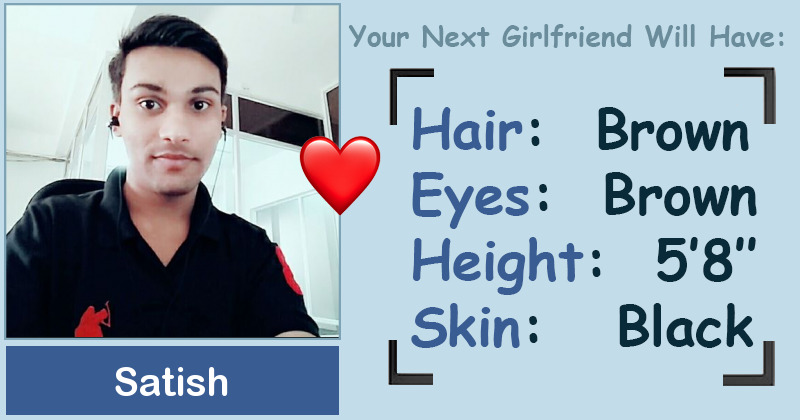 Your Next Girlfriend Will Have:
Hair: Brown
Eyes: Brown
Height: 5'8"
Skin: Black
Satish